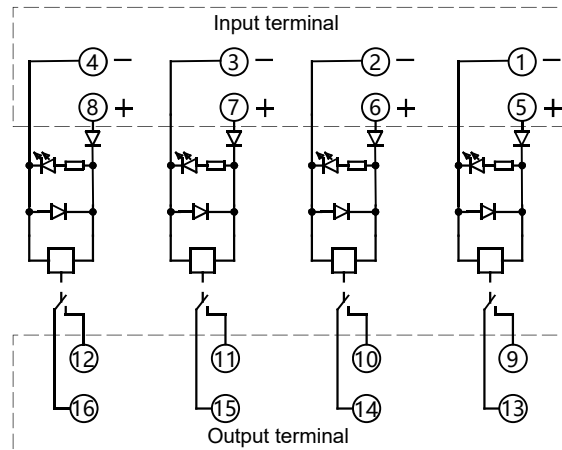 Input terminal
4 − 3 − 2 − 1 −
8 + 7 + 6 + 5 +
12 11 10 9
16 15 14 13
Output terminal